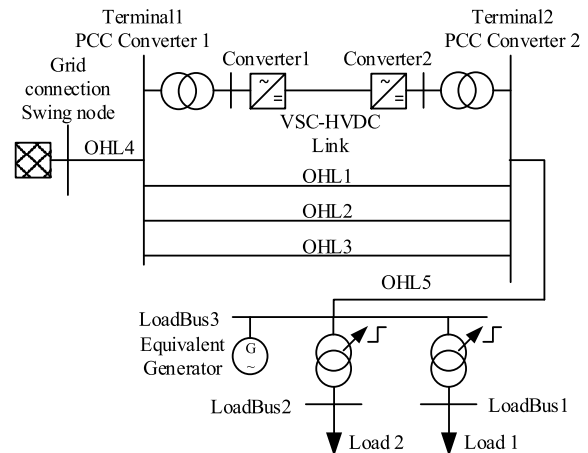 Terminal1
PCC Converter 1
Terminal2
PCC Converter 2
Grid
connection
Swing node
Converter1
Converter2
~
=
~
=
VSC-HVDC
Link
OHL4
OHL1
OHL2
OHL3
OHL5
LoadBus3
Equivalent
Generator
G
~
LoadBus2
LoadBus1
Load 2
Load 1